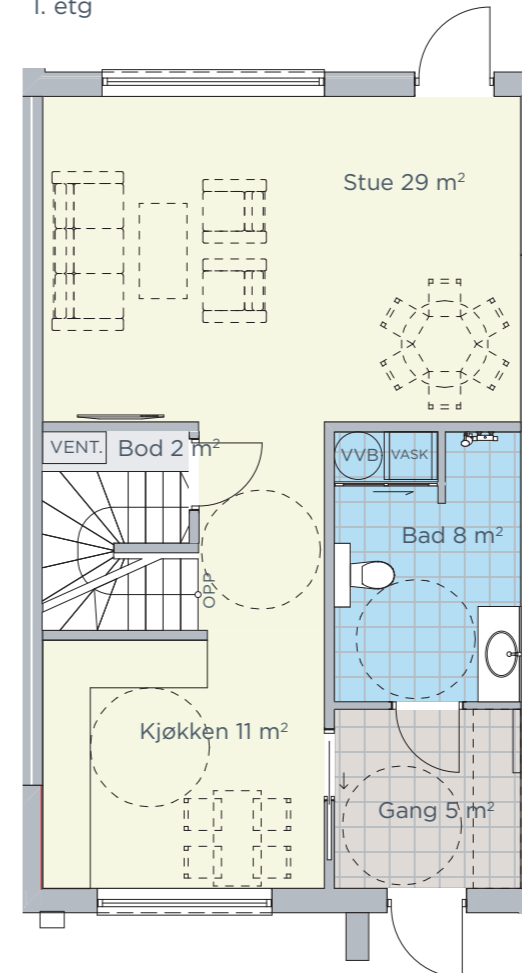 1. etg
Stue 29 m²
VENT.
Bod 2 m²
VVB
VASK
Bad 8 m²
OPP
Kjøkken 11 m²
Gang 5 m²